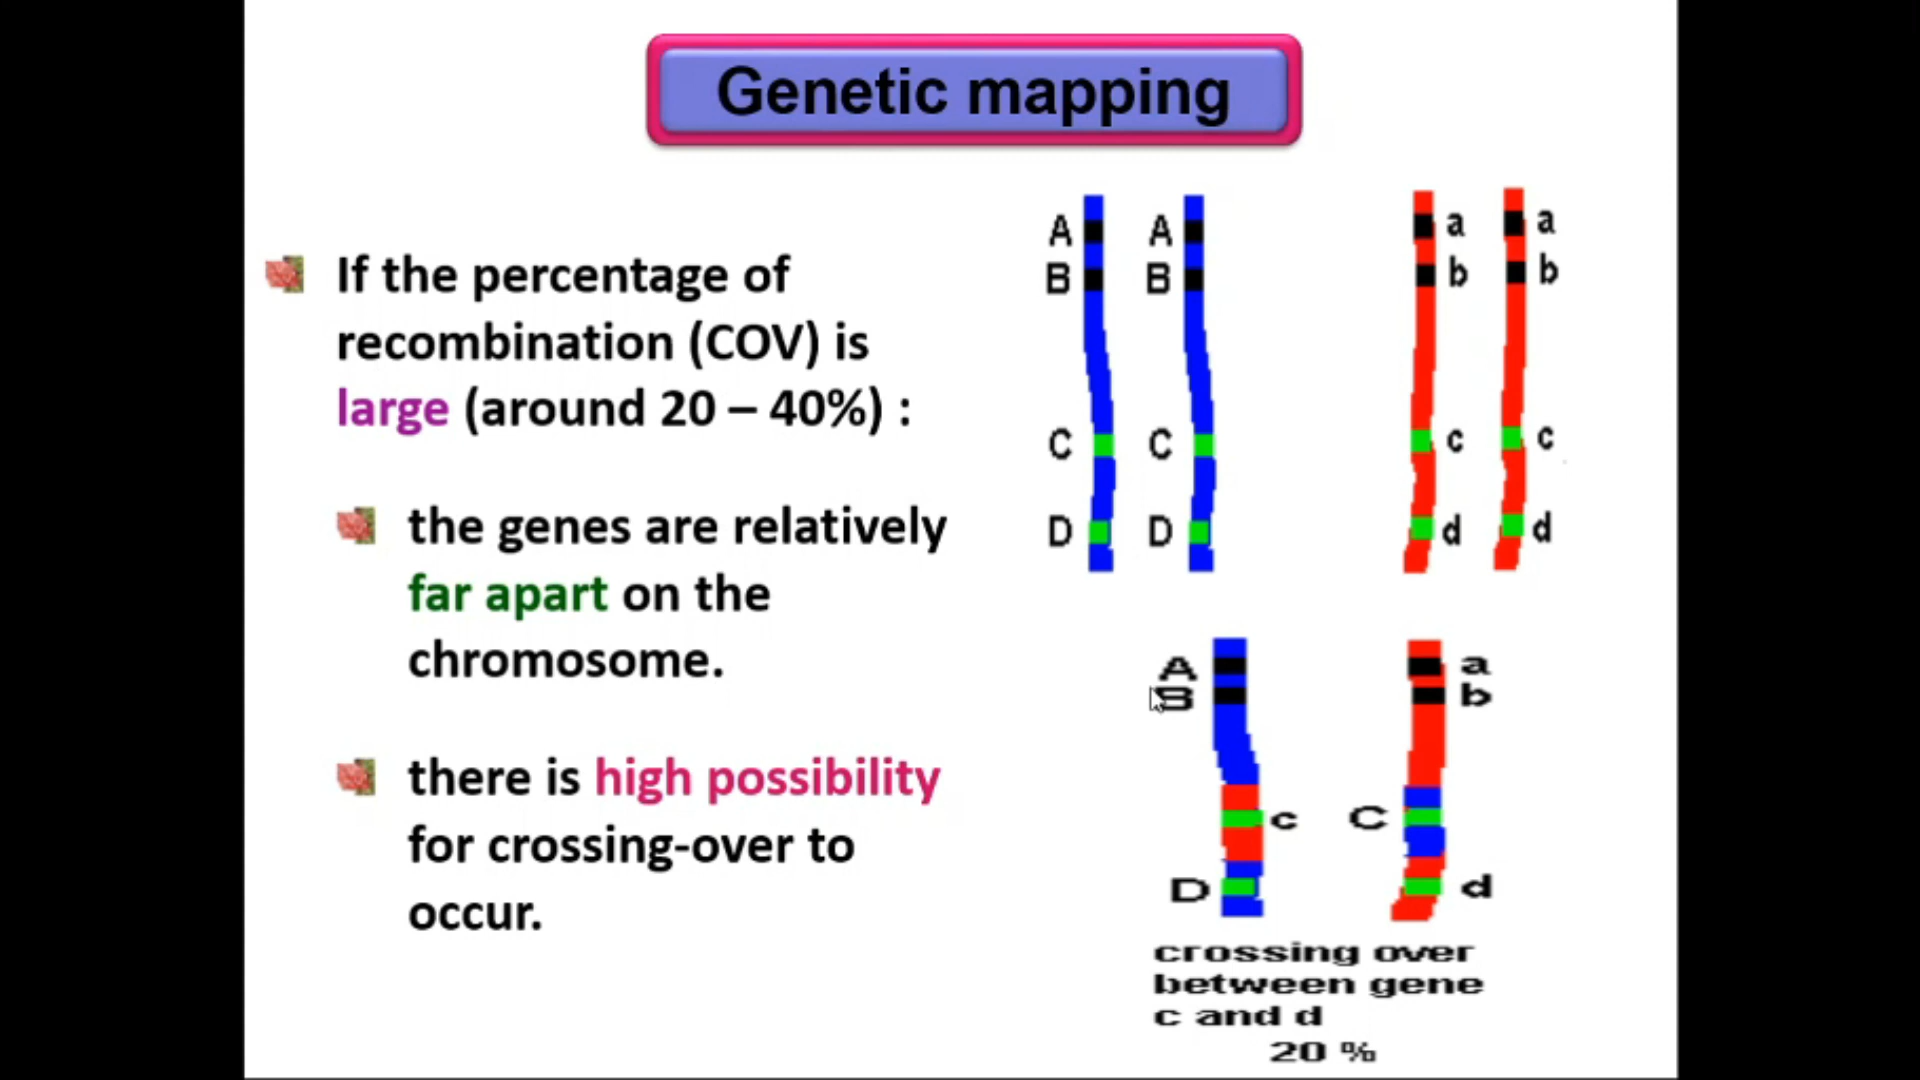 Genetic mapping
If the percentage of
recombination (COV) is
large (around 20 – 40%) :
the genes are relatively
far apart on the
chromosome.
there is high possibility
for crossing-over to
occur.
A A a a
B B b b
C C c c
D D d d
A a
B b
c C
D d
crossing over
between gene
c and d
20 %